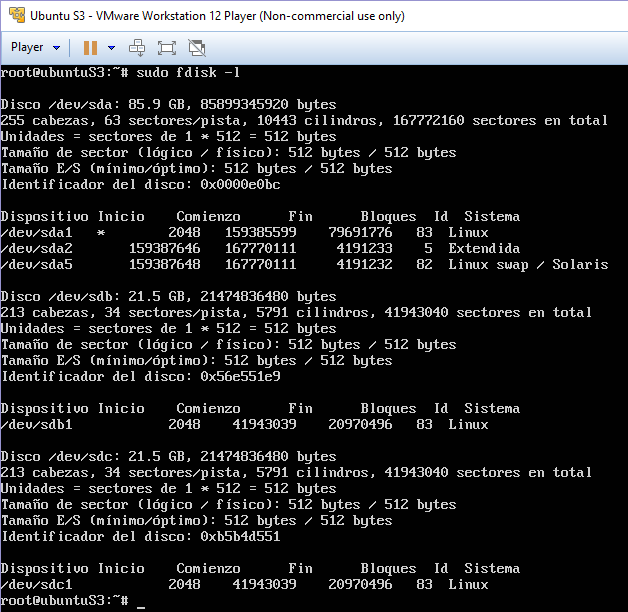 Ubuntu S3 - VMware Workstation 12 Player (Non-commercial use only)
Player
root@ubuntuS3:~# sudo fdisk -l
Disco /dev/sda: 85.9 GB, 85899345920 bytes
255 cabezas, 63 sectores/pista, 10443 cilindros, 167772160 sectores en total
Unidades = sectores de 1 * 512 = 512 bytes
Tamaño de sector (lógico / físico): 512 bytes / 512 bytes
Tamaño E/S (mínimo/óptimo): 512 bytes / 512 bytes
Identificador del disco: 0x0000e0bc
Dispositivo Inicio    Comienzo      Fin      Bloques  Id  Sistema
/dev/sda1   *        2048   159385599    79691776   83  Linux
/dev/sda2       159387646   167770111     4191233    5  Extendida
/dev/sda5       159387648   167770111     4191232   82  Linux swap / Solaris
Disco /dev/sdb: 21.5 GB, 21474836480 bytes
213 cabezas, 34 sectores/pista, 5791 cilindros, 41943040 sectores en total
Unidades = sectores de 1 * 512 = 512 bytes
Tamaño de sector (lógico / físico): 512 bytes / 512 bytes
Tamaño E/S (mínimo/óptimo): 512 bytes / 512 bytes
Identificador del disco: 0x56e551e9
Dispositivo Inicio    Comienzo      Fin      Bloques  Id  Sistema
/dev/sdb1            2048    41943039    20970496   83  Linux
Disco /dev/sdc: 21.5 GB, 21474836480 bytes
213 cabezas, 34 sectores/pista, 5791 cilindros, 41943040 sectores en total
Unidades = sectores de 1 * 512 = 512 bytes
Tamaño de sector (lógico / físico): 512 bytes / 512 bytes
Tamaño E/S (mínimo/óptimo): 512 bytes / 512 bytes
Identificador del disco: 0xb5b4d551
Dispositivo Inicio    Comienzo      Fin      Bloques  Id  Sistema
/dev/sdc1            2048    41943039    20970496   83  Linux
root@ubuntuS3:~# _